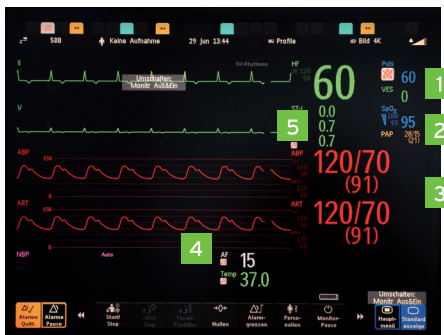 S8B
Keine Aufnahme
29 Jun 13:44
Profile
Bild 4K
II
SV-Rhythmus
HF
60
Puls
60
1
Umschalten:
Monitr Aus&Ein
VES
0
V
ST-I
0.0
0.7
0.7
SpO₂
95
2
PAP
28/15
(21)
5
ABP
150
ABP
120/70
(91)
3
ART
150
ART
120/70
(91)
0
NBP
Auto
4
AF
15
Temp
37.0
Umschalten:
Monitr Aus&Ein
Alarme
Quitt.
Alarme
Pause
Start/
Stop
Nullen
Alarm-
grenzen
Perso-
nalien
Monitor-
Pause
Haupt-
menü
Standard
anzeige